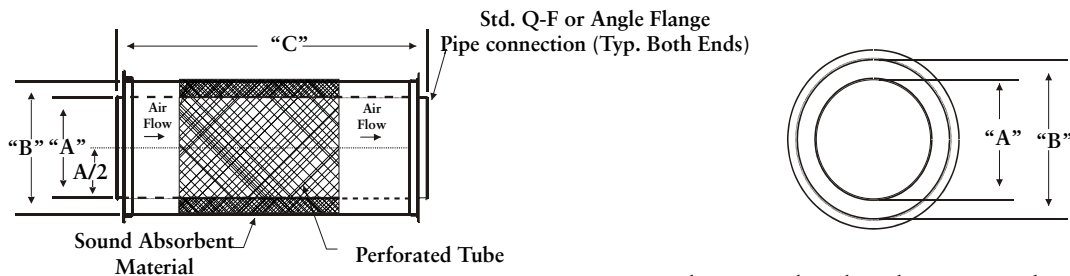 Std. Q-F or Angle Flange
Pipe connection (Typ. Both Ends)
“C”
Air
Flow
Air
Flow
“B”
“A”
A/2
“A”
“B”
Sound Absorbent
Material
Perforated Tube